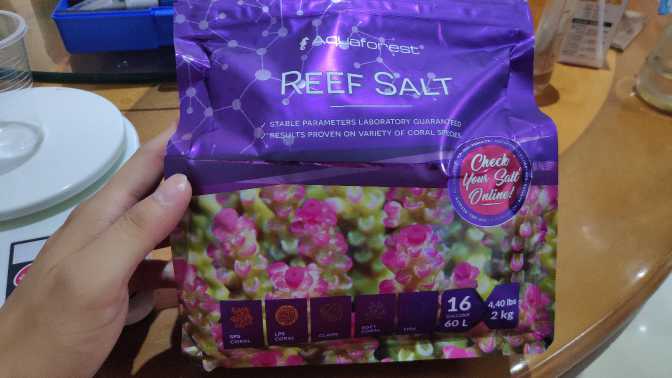 Aquaforest
REEF SALT
✓ STABLE PARAMETERS LABORATORY GUARANTEED
✓ RESULTS PROVEN ON VARIETY OF CORAL SPECIES
Check
Your Salt
Online!
SPS
CORAL
LPS
CORAL
CLAMS
SOFT
CORAL
FISH
16
GALLONS
60 L
4,40 lbs
2 kg